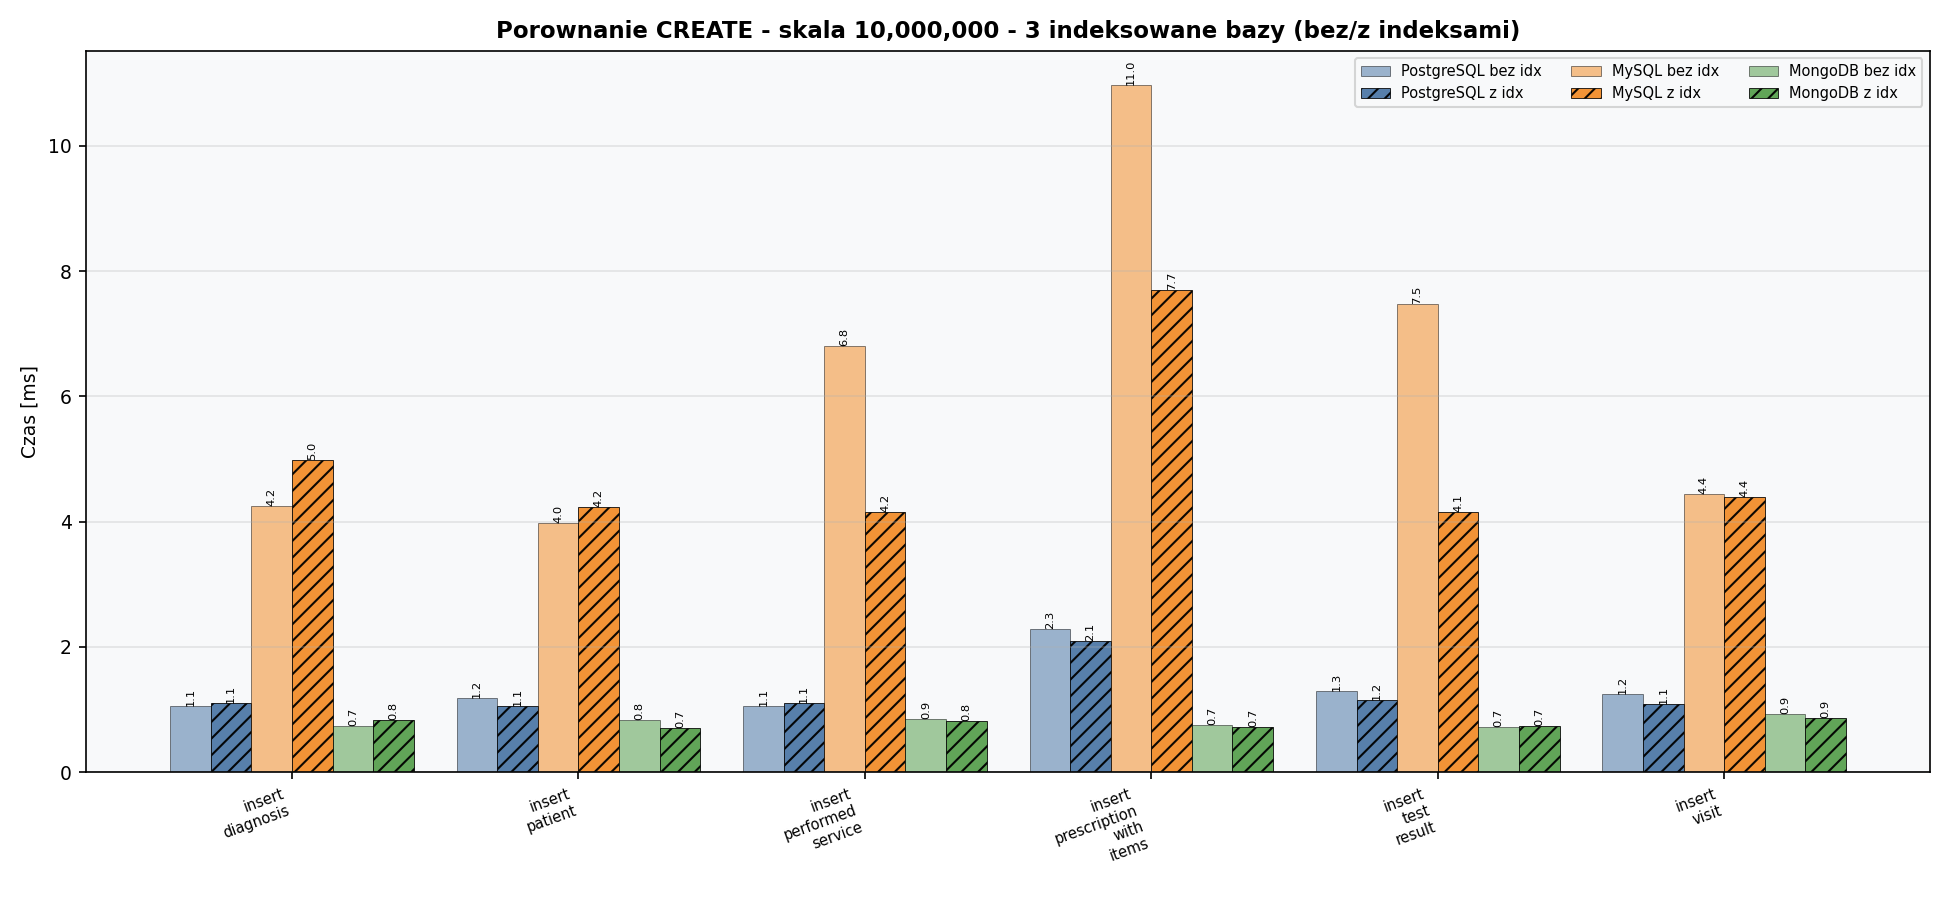 Porownanie CREATE - skala 10,000,000 - 3 indeksowane bazy (bez/z indeksami)
PostgreSQL bez idx
PostgreSQL z idx
MySQL bez idx
MySQL z idx
MongoDB bez idx
MongoDB z idx
Czas [ms]
10
8
6
4
2
0
1.1
1.1
4.2
5.0
0.7
0.8
1.2
1.1
4.0
4.2
0.8
0.7
1.1
1.1
6.8
4.2
0.9
0.8
2.3
2.1
11.0
7.7
0.7
0.7
1.3
1.2
7.5
4.1
0.7
0.7
1.2
1.1
4.4
4.4
0.9
0.9
insert
diagnosis
insert
patient
insert
performed
service
insert
prescription
with
items
insert
test
result
insert
visit